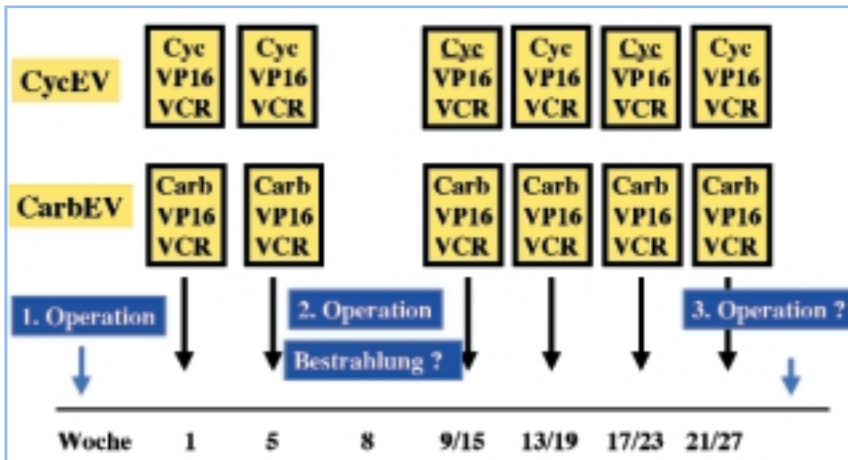 CycEV
Cyc VP16 VCR
Cyc VP16 VCR
Cyc VP16 VCR
Cyc VP16 VCR
Cyc VP16 VCR
Cyc VP16 VCR
CarbEV
Carb VP16 VCR
Carb VP16 VCR
Carb VP16 VCR
Carb VP16 VCR
Carb VP16 VCR
Carb VP16 VCR
1. Operation
2. Operation
3. Operation ?
Bestrahlung ?
Woche 1 5 8 9/15 13/19 17/23 21/27